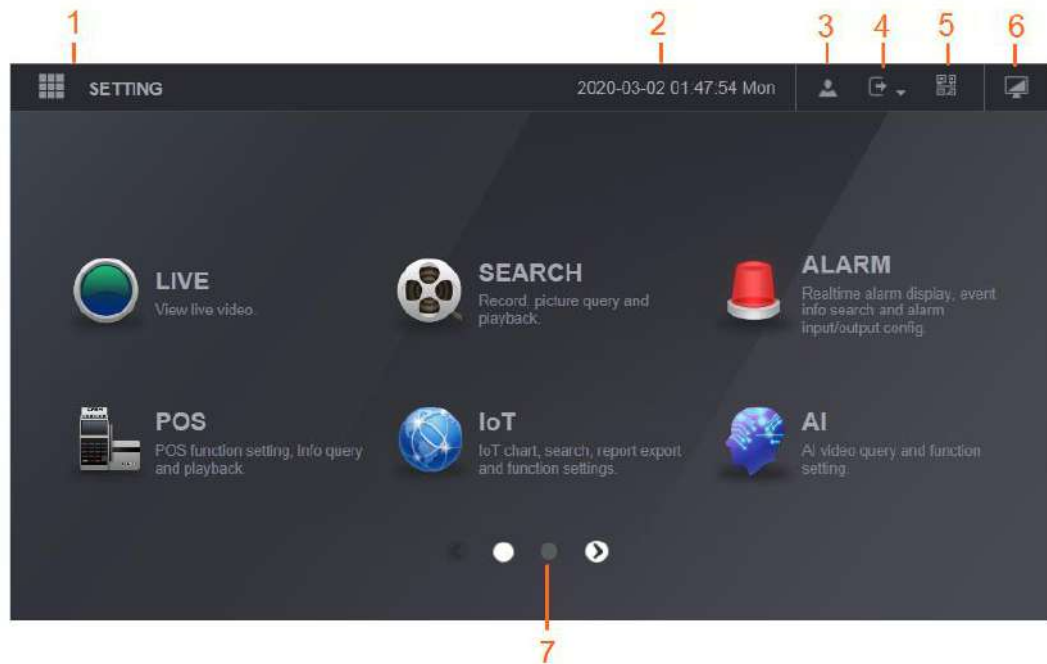 1 2 3 4 5 6
SETTING 2020-03-02 01:47:54 Mon
LIVE
View live video.
SEARCH
Record, picture query and
playback.
ALARM
Realtime alarm display, event
info search and alarm
input/output config.
POS
POS function setting, Info query
and playback.
IoT
IoT chart, search, report export
and function settings.
AI
AI video query and function
setting.
7